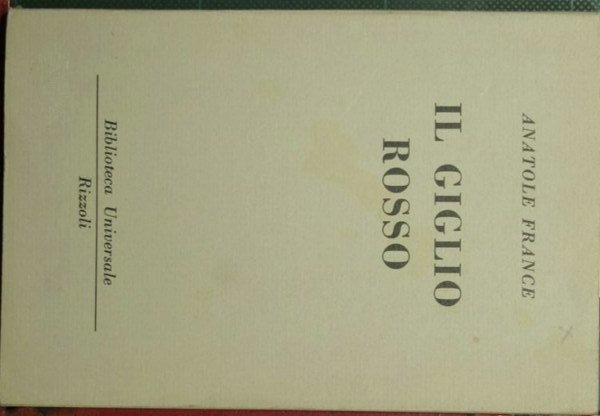 ANATOLE FRANCE
IL GIGLIO
ROSSO
Biblioteca Universale
Rizzoli